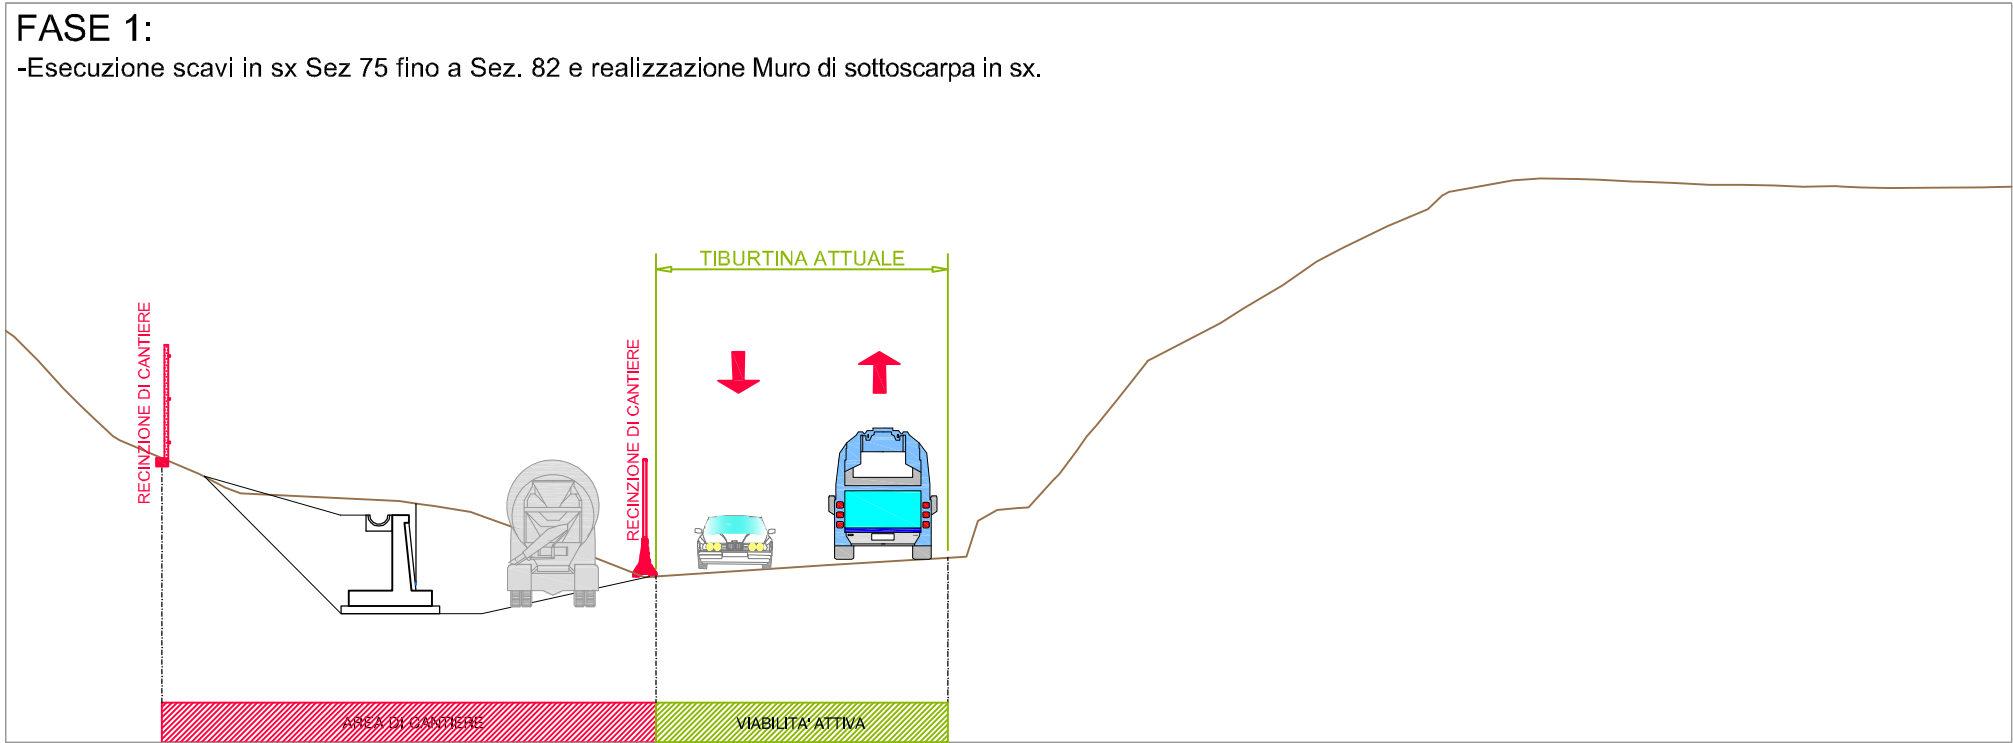 FASE 1:
-Esecuzione scavi in sx Sez 75 fino a Sez. 82 e realizzazione Muro di sottoscarpa in sx.
TIBURTINA ATTUALE
RECINZIONE DI CANTIERE
RECINZIONE DI CANTIERE
AREA DI CANTIERE
VIABILITA' ATTIVA